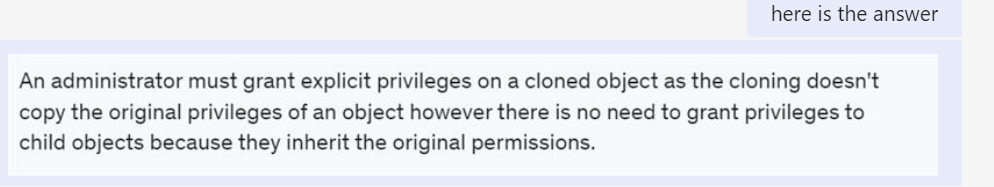 here is the answer
An administrator must grant explicit privileges on a cloned object as the cloning doesn't
copy the original privileges of an object however there is no need to grant privileges to
child objects because they inherit the original permissions.